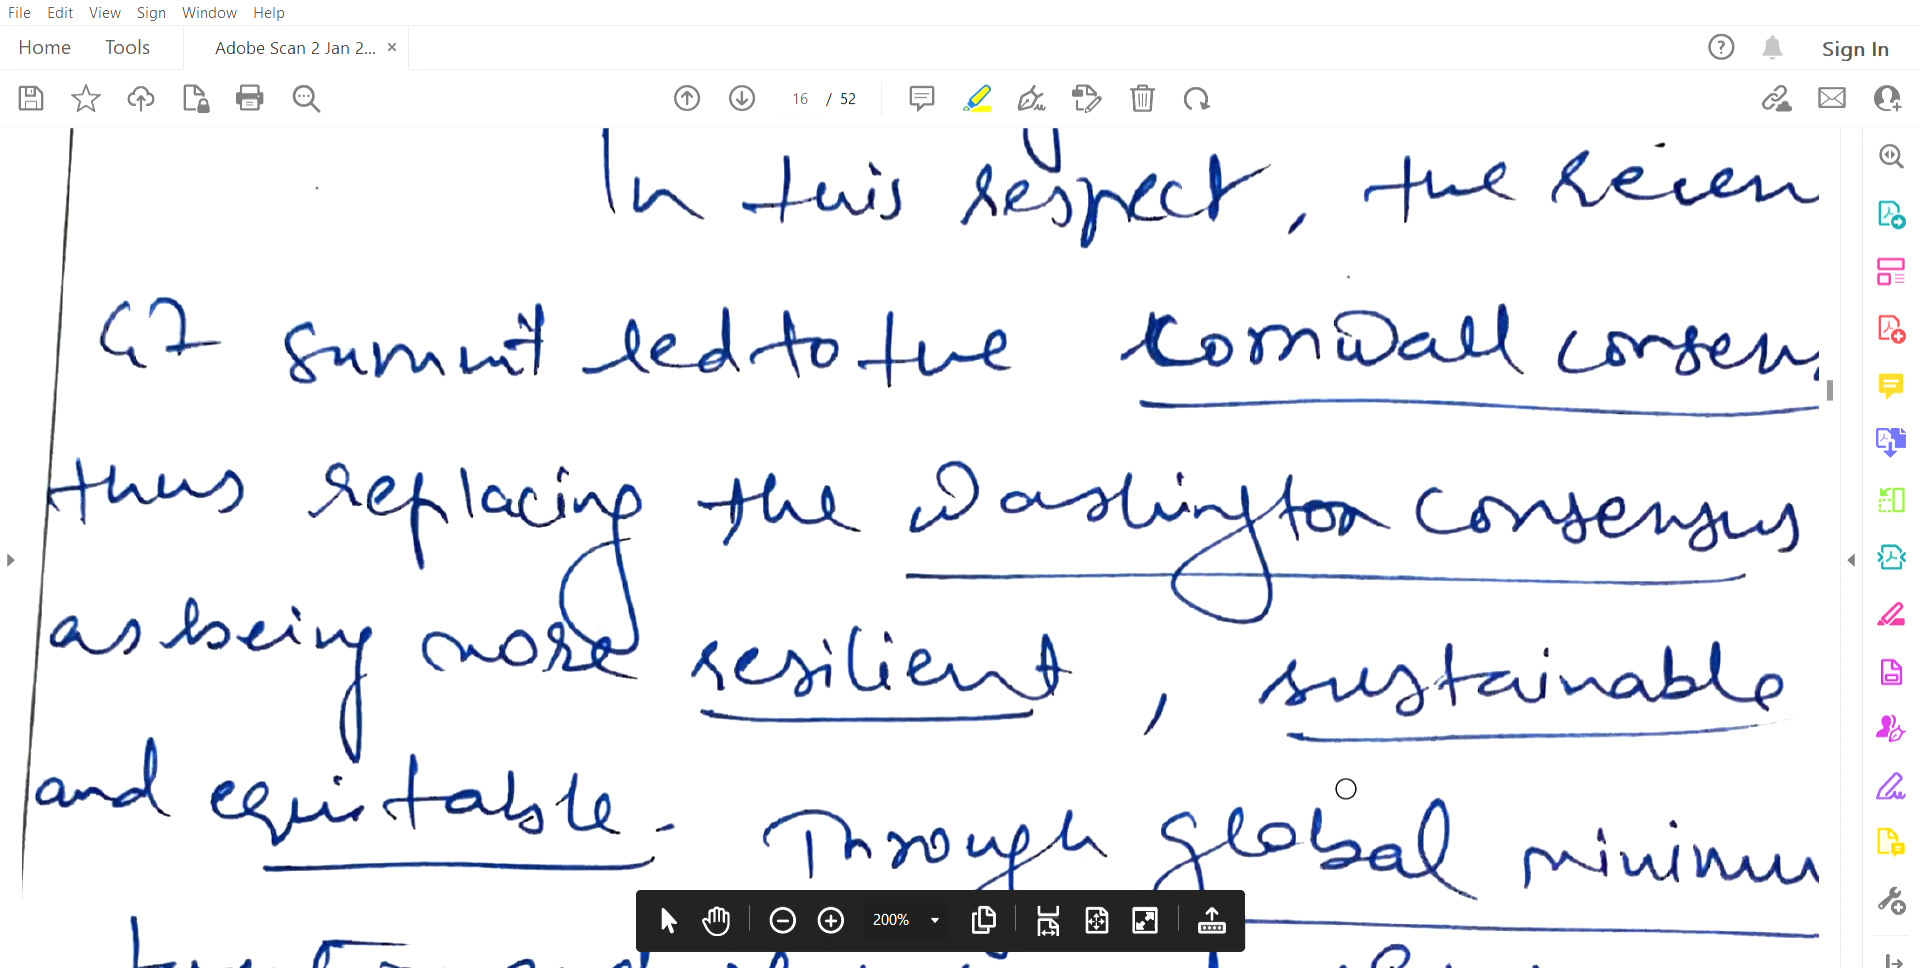 File Edit View Sign Window Help
Home Tools Adobe Scan 2 Jan 2... × Sign In
16 / 52
In this respect, the recen
G7 summit led to the Cornwall consen
thus replacing the Washington consensus
as being more resilient, sustainable
and equitable. Through global minimu
200%